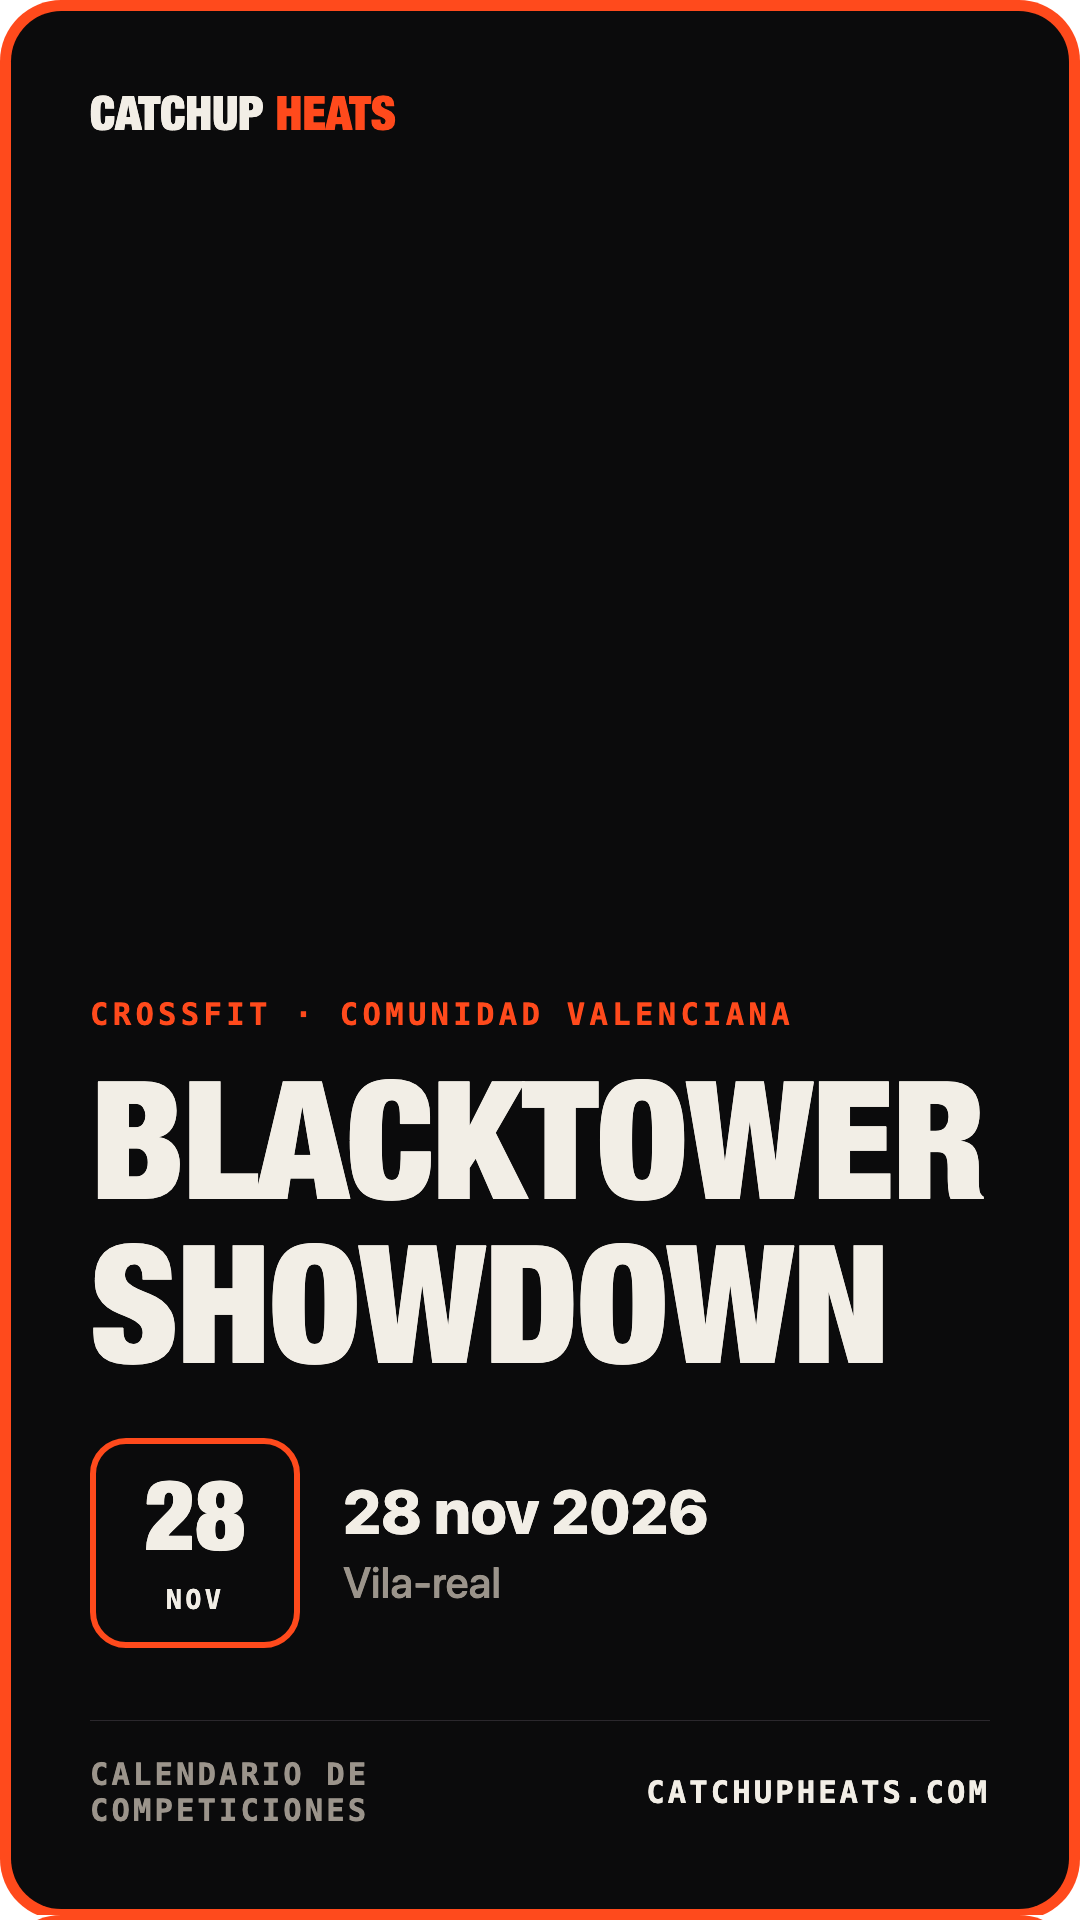 CATCHUP HEATS
CROSSFIT · COMUNIDAD VALENCIANA
BLACKTOWER
SHOWDOWN
28
NOV
28 nov 2026
Vila-real
CALENDARIO DE
COMPETICIONES
CATCHUPHEATS.COM